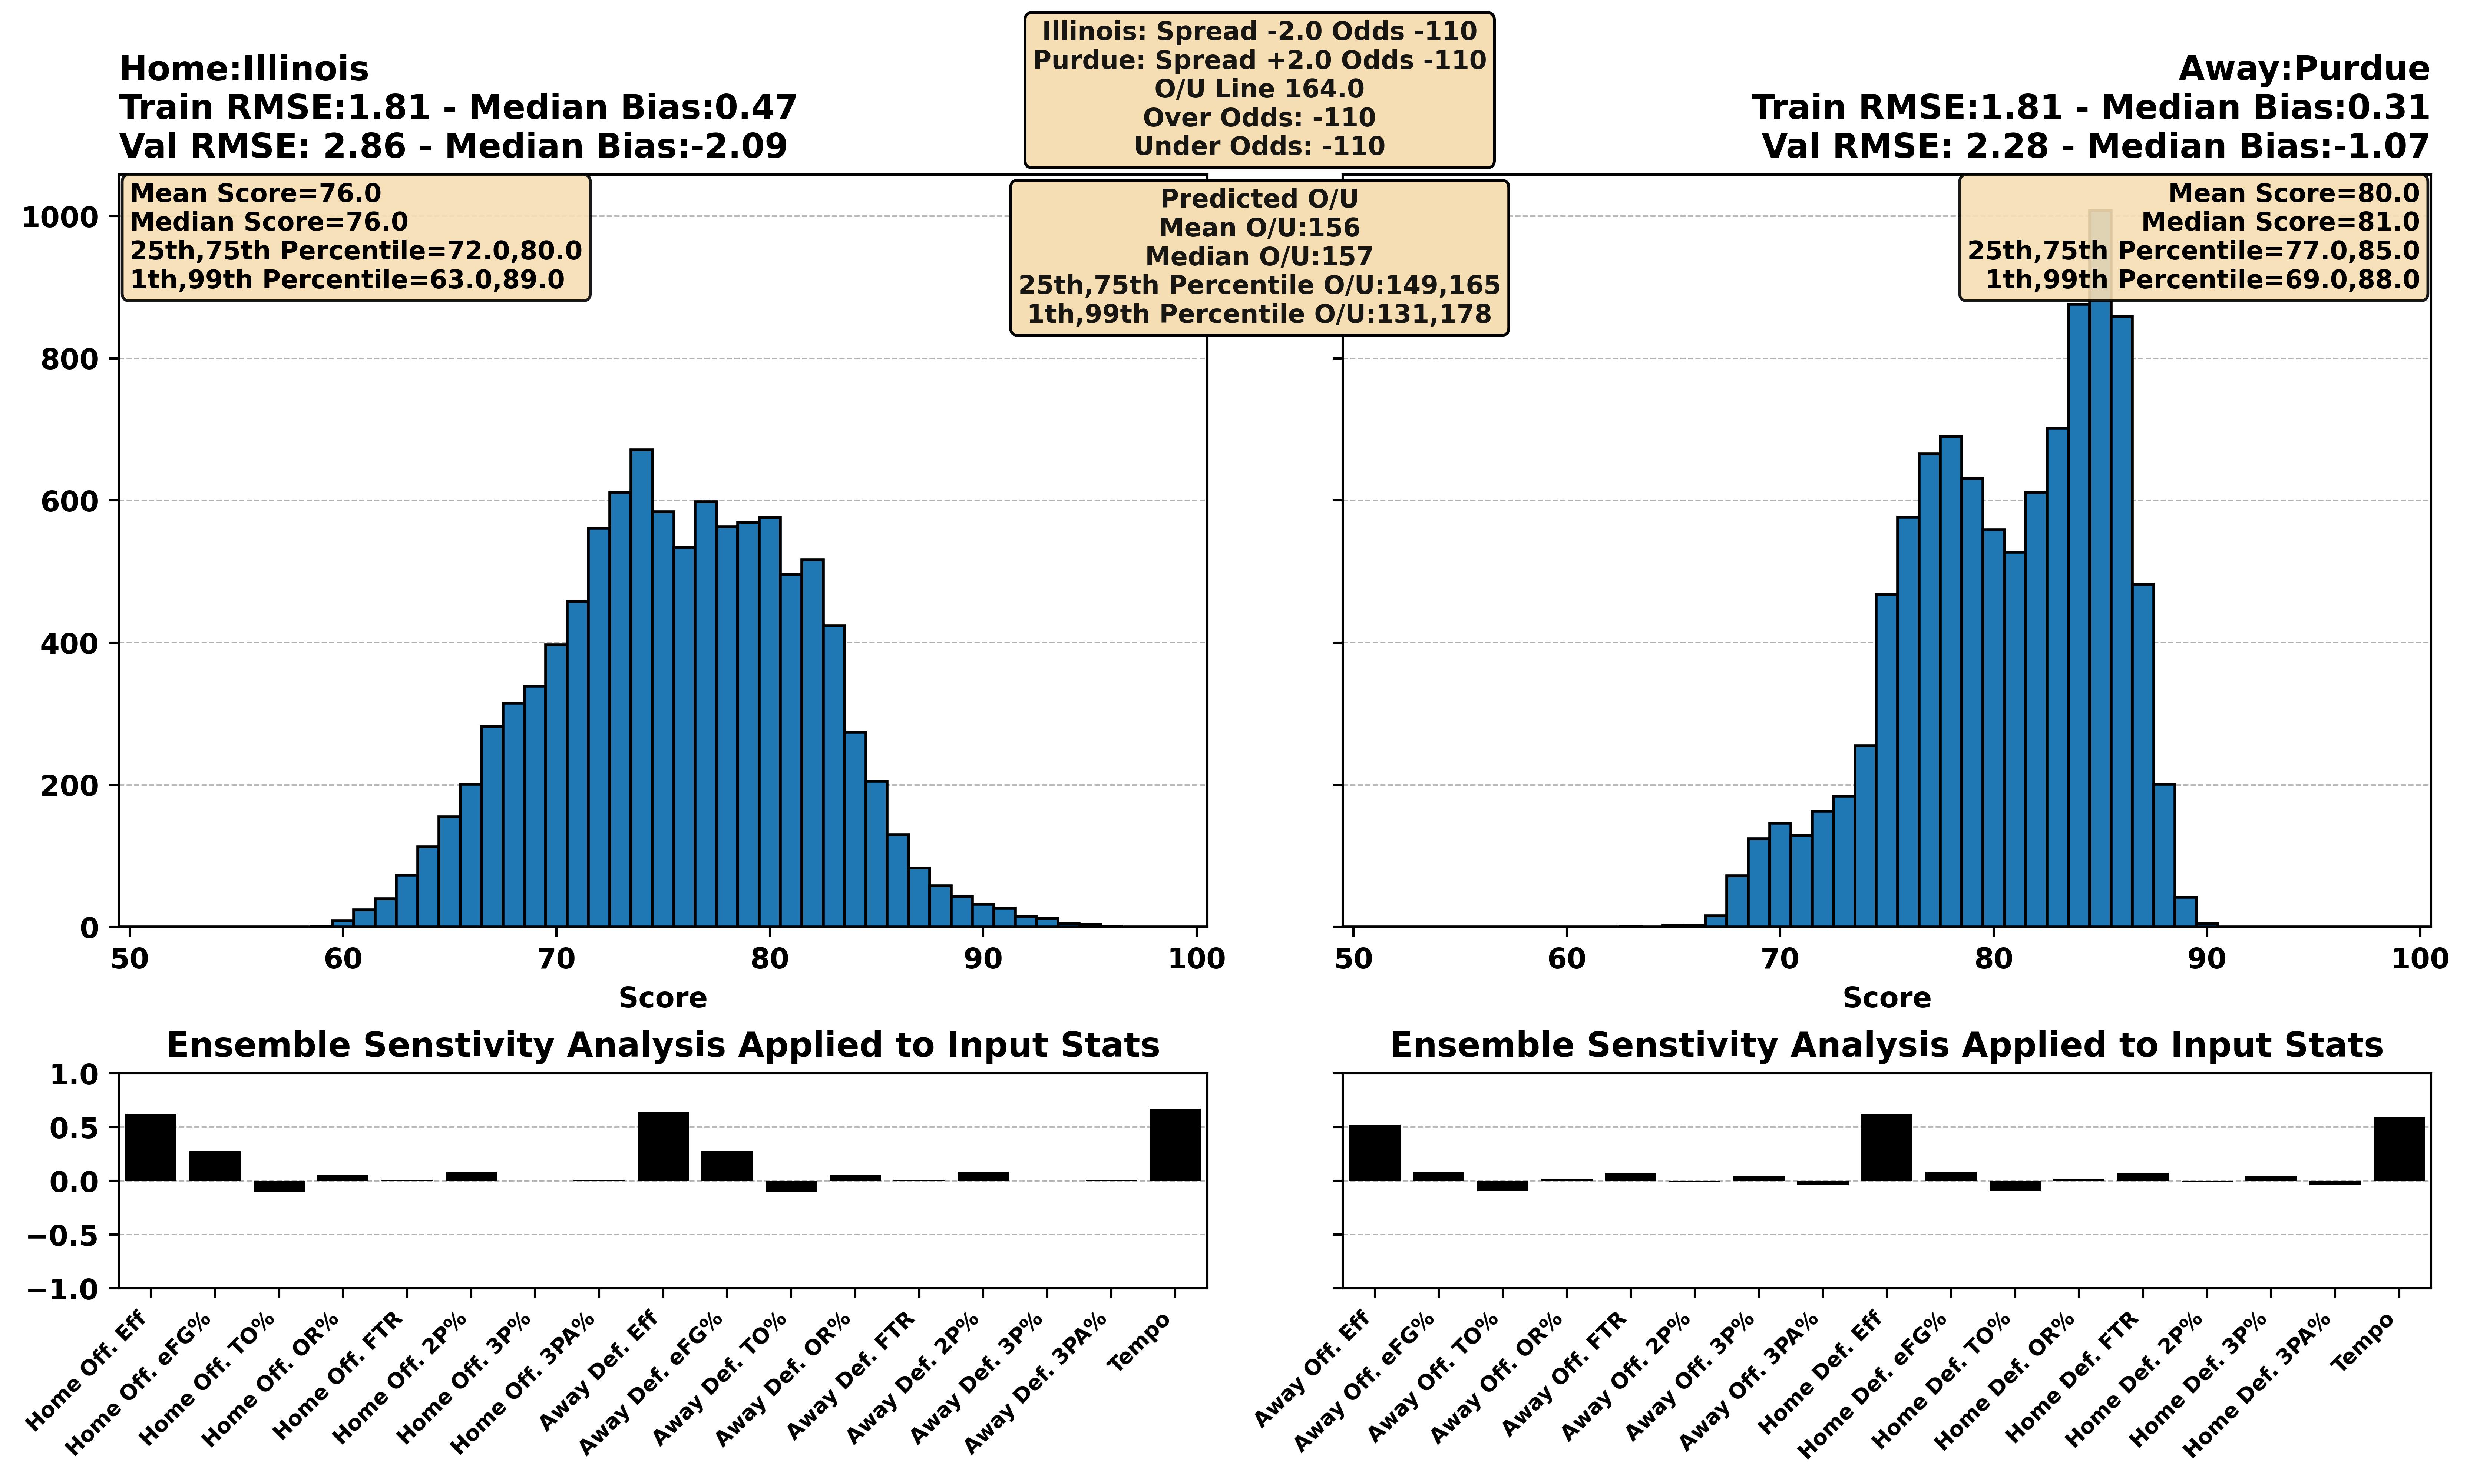 Illinois: Spread -2.0 Odds -110
Purdue: Spread +2.0 Odds -110
O/U Line 164.0
Over Odds: -110
Under Odds: -110
Home:Illinois
Train RMSE:1.81 - Median Bias:0.47
Val RMSE: 2.86 - Median Bias:-2.09
Away:Purdue
Train RMSE:1.81 - Median Bias:0.31
Val RMSE: 2.28 - Median Bias:-1.07
Mean Score=76.0
Median Score=76.0
25th,75th Percentile=72.0,80.0
1th,99th Percentile=63.0,89.0
Predicted O/U
Mean O/U:156
Median O/U:157
25th,75th Percentile O/U:149,165
1th,99th Percentile O/U:131,178
Mean Score=80.0
Median Score=81.0
25th,75th Percentile=77.0,85.0
1th,99th Percentile=69.0,88.0
1000
800
600
400
200
0
50 60 70 80 90 100
Score
50 60 70 80 90 100
Score
Ensemble Senstivity Analysis Applied to Input Stats
1.0
0.5
0.0
−0.5
−1.0
Home Off. Eff
Home Off. eFG%
Home Off. TO%
Home Off. OR%
Home Off. FTR
Home Off. 2P%
Home Off. 3P%
Home Off. 3PA%
Away Def. Eff
Away Def. eFG%
Away Def. TO%
Away Def. OR%
Away Def. FTR
Away Def. 2P%
Away Def. 3P%
Away Def. 3PA%
Tempo
Ensemble Senstivity Analysis Applied to Input Stats
Away Off. Eff
Away Off. eFG%
Away Off. TO%
Away Off. OR%
Away Off. FTR
Away Off. 2P%
Away Off. 3P%
Away Off. 3PA%
Home Def. Eff
Home Def. eFG%
Home Def. TO%
Home Def. OR%
Home Def. FTR
Home Def. 2P%
Home Def. 3P%
Home Def. 3PA%
Tempo